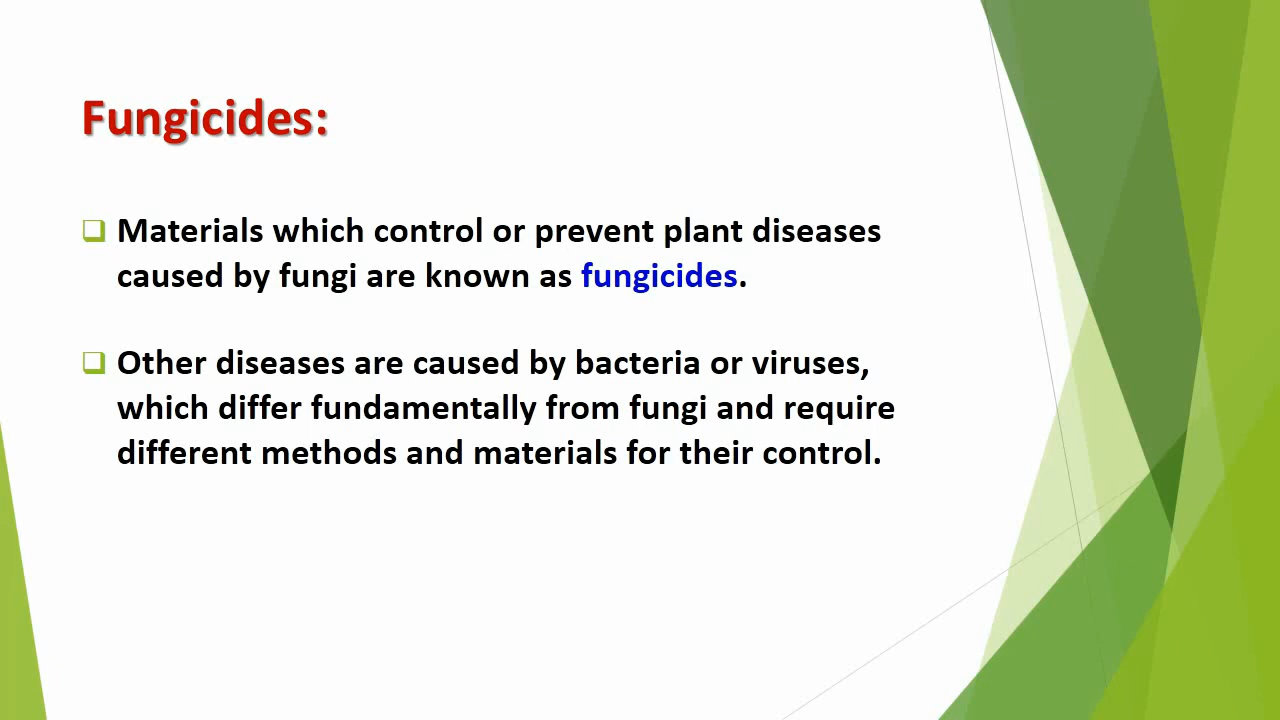 Fungicides:
Materials which control or prevent plant diseases
caused by fungi are known as fungicides.
Other diseases are caused by bacteria or viruses,
which differ fundamentally from fungi and require
different methods and materials for their control.